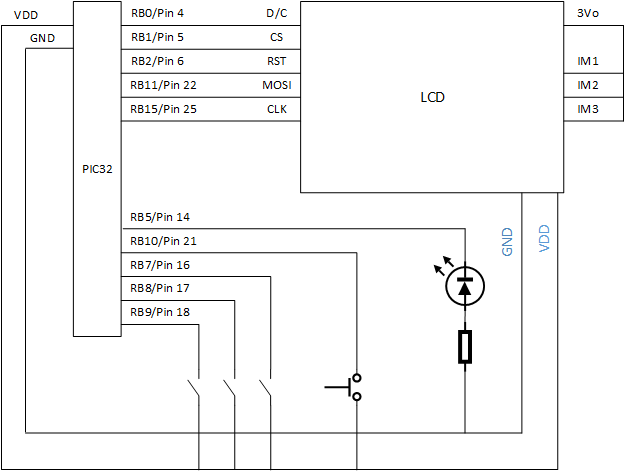 VDD
GND
RB0/Pin 4
RB1/Pin 5
RB2/Pin 6
RB11/Pin 22
RB15/Pin 25
D/C
CS
RST
MOSI
CLK
LCD
3Vo
IM1
IM2
IM3
PIC32
RB5/Pin 14
RB10/Pin 21
RB7/Pin 16
RB8/Pin 17
RB9/Pin 18
GND
VDD